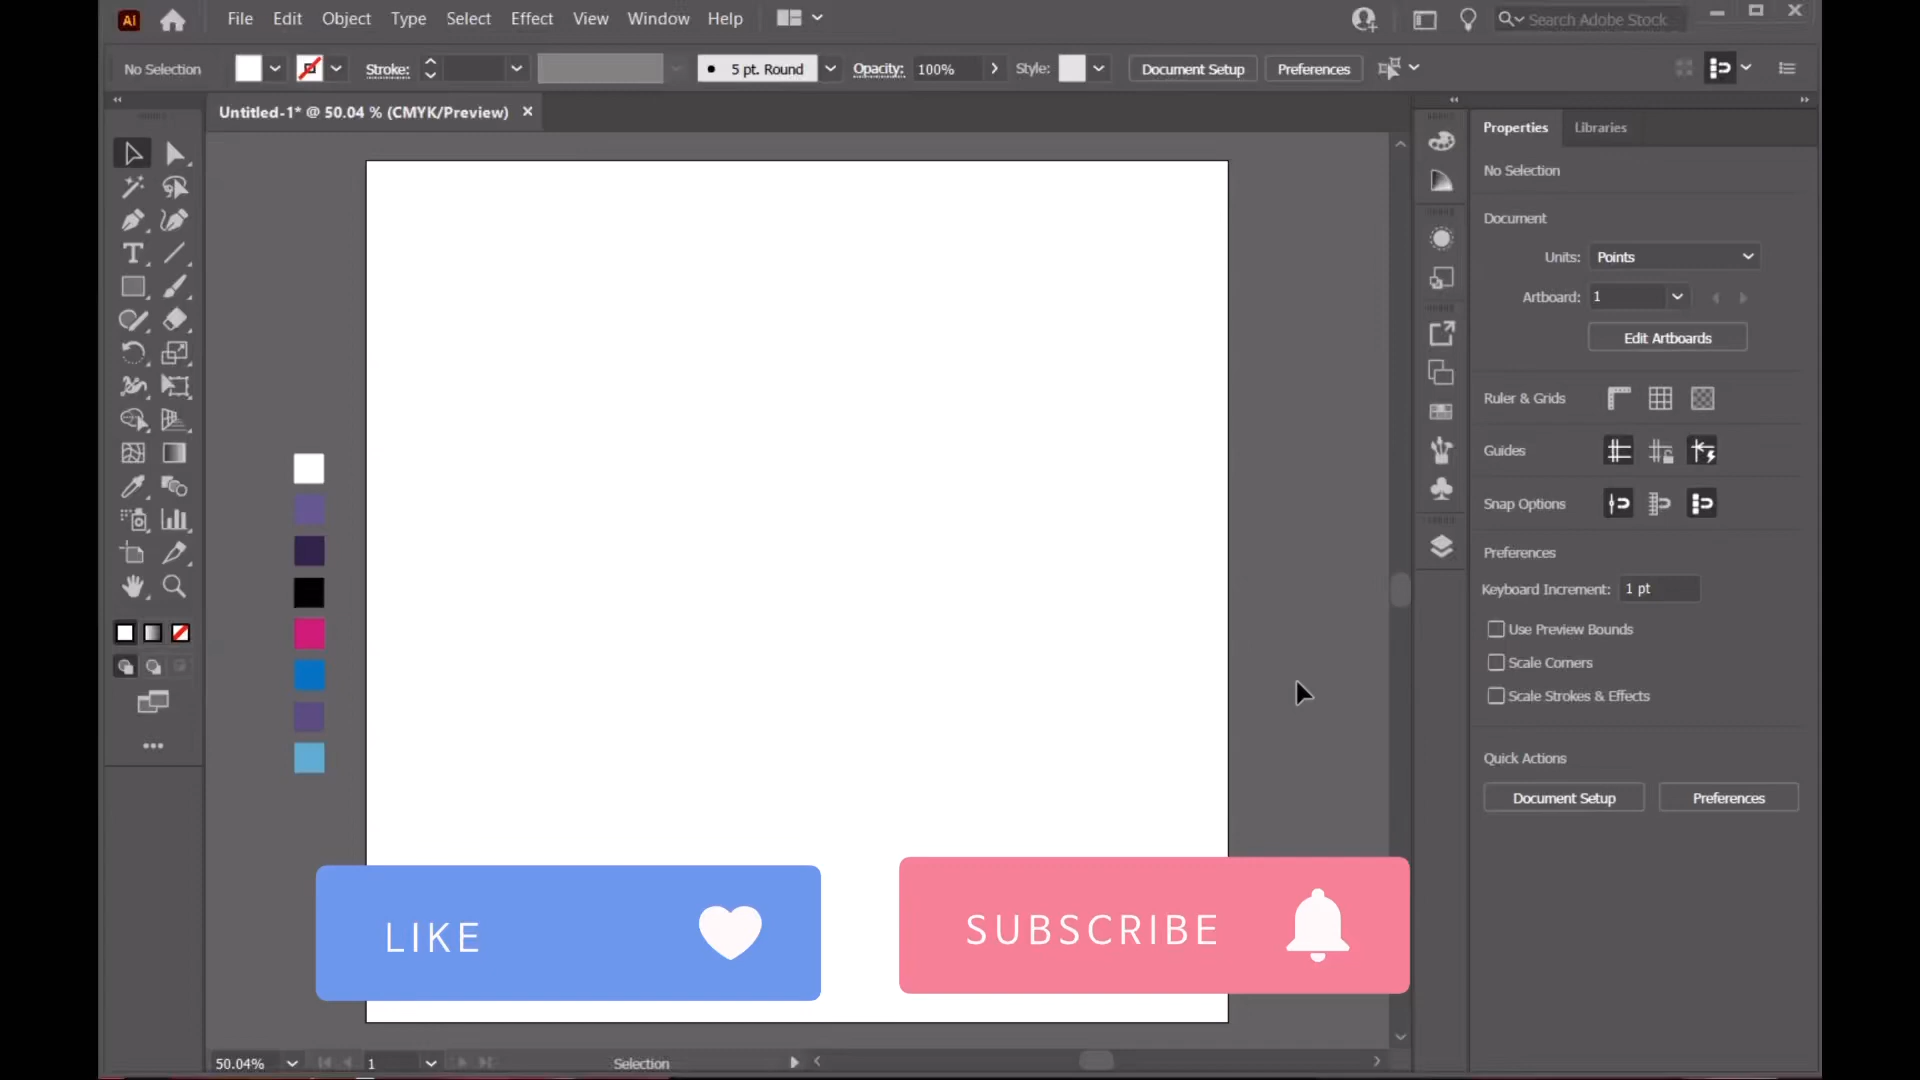 Ai File Edit Object Type Select Effect View Window Help Search Adobe Stock
No Selection Stroke: 5 pt. Round Opacity: 100% Style: Document Setup Preferences
Untitled-1* @ 50.04 % (CMYK/Preview)
Properties Libraries
No Selection
Document
Units: Points
Artboard: 1
Edit Artboards
Ruler & Grids
Guides
Snap Options
Preferences
Keyboard Increment: 1 pt
Use Preview Bounds
Scale Corners
Scale Strokes & Effects
Quick Actions
Document Setup Preferences
LIKE
SUBSCRIBE
50.04% 1 Selection